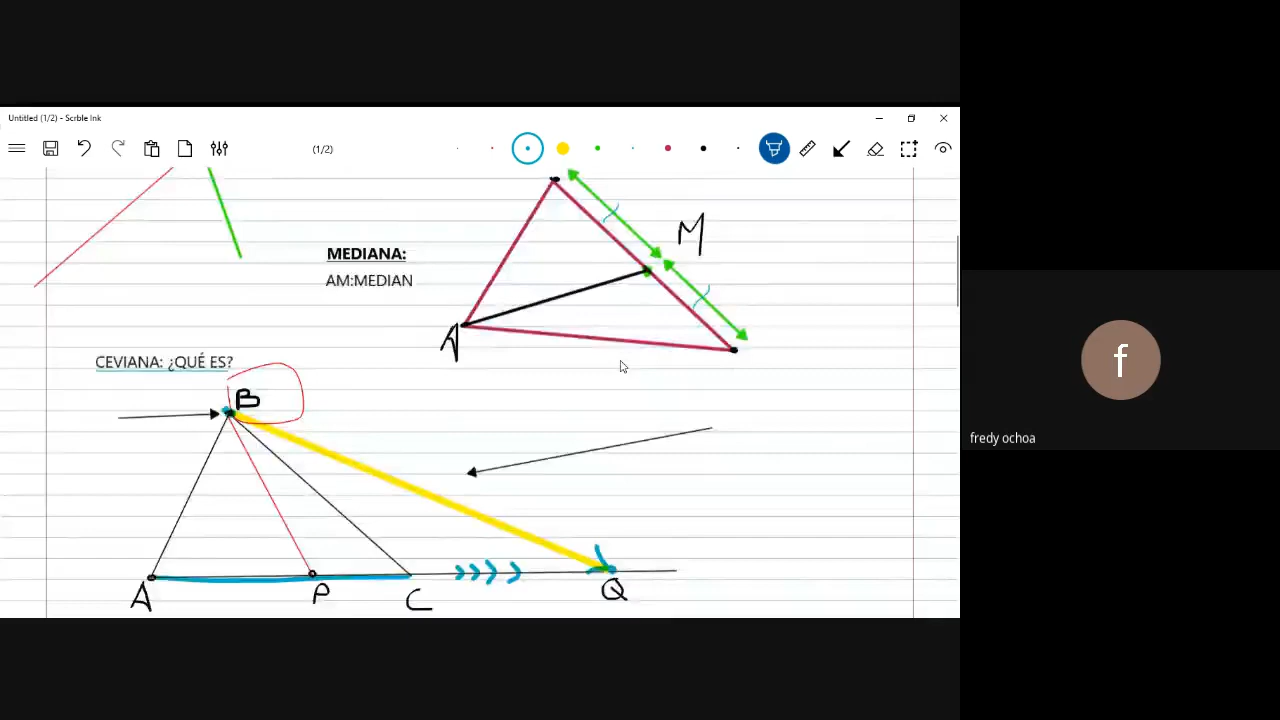 Untitled (1/2) - Scrble Ink
(1/2)
M
MEDIANA:
AM:MEDIAN
A
CEVIANA: ¿QUÉ ES?
B
A
P
C
Q
f
fredy ochoa